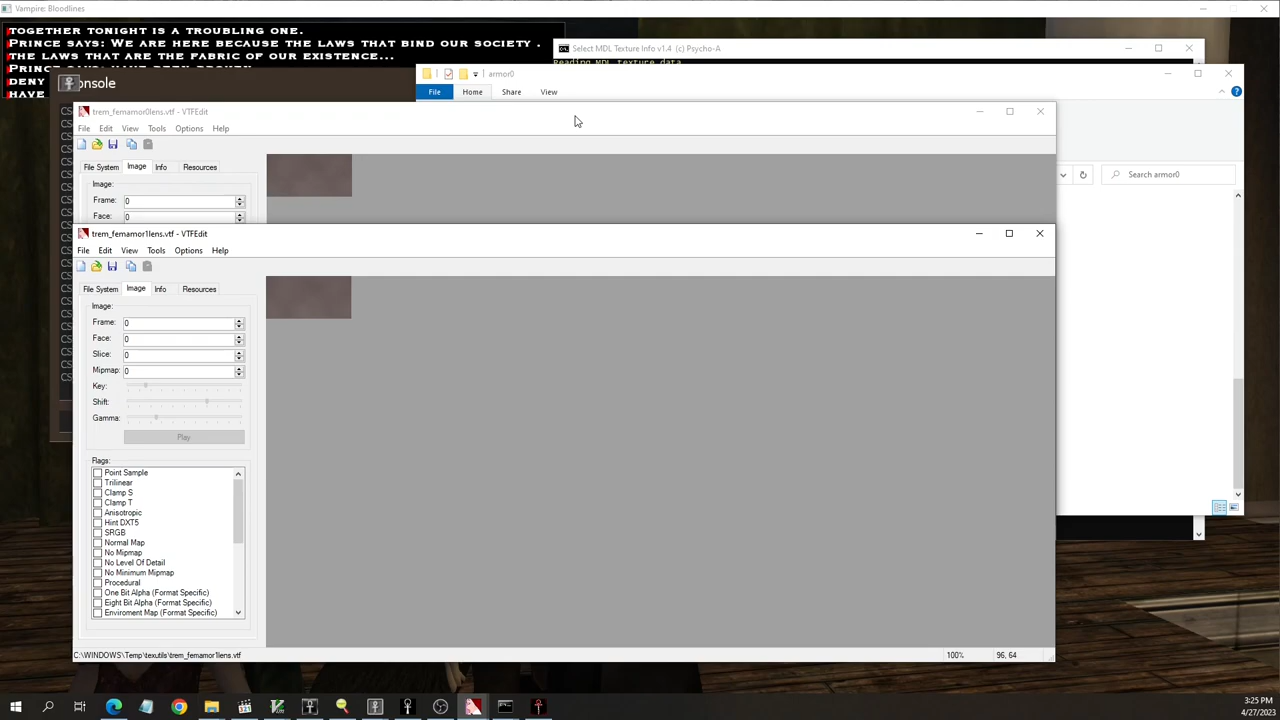 Vampire: Bloodlines
TOGETHER TONIGHT IS A TROUBLING ONE.
PRINCE SAYS: WE ARE HERE BECAUSE THE LAWS THAT BIND OUR SOCIETY .
THE LAWS THAT ARE THE FABRIC OF OUR EXISTENCE...
DENY
HAVE
onsole
Select MDL Texture Info v1.4 (c) Psycho-A
Reading MDL texture data
armor0
File Home Share View
Search armor0
trem_femamor0lens.vtf - VTFEdit
File Edit View Tools Options Help
File System Image Info Resources
Image:
Frame: 0
Face: 0
trem_femamor1lens.vtf - VTFEdit
File Edit View Tools Options Help
File System Image Info Resources
Image:
Frame: 0
Face: 0
Slice: 0
Mipmap: 0
Key:
Shift:
Gamma:
Play
Flags:
Point Sample
Trilinear
Clamp S
Clamp T
Anisotropic
Hint DXT5
SRGB
Normal Map
No Mipmap
No Level Of Detail
No Minimum Mipmap
Procedural
One Bit Alpha (Format Specific)
Eight Bit Alpha (Format Specific)
Enviroment Map (Format Specific)
C:\WINDOWS\Temp\texutils\trem_femamor1lens.vtf
100%
96, 64
3:25 PM
4/27/2023